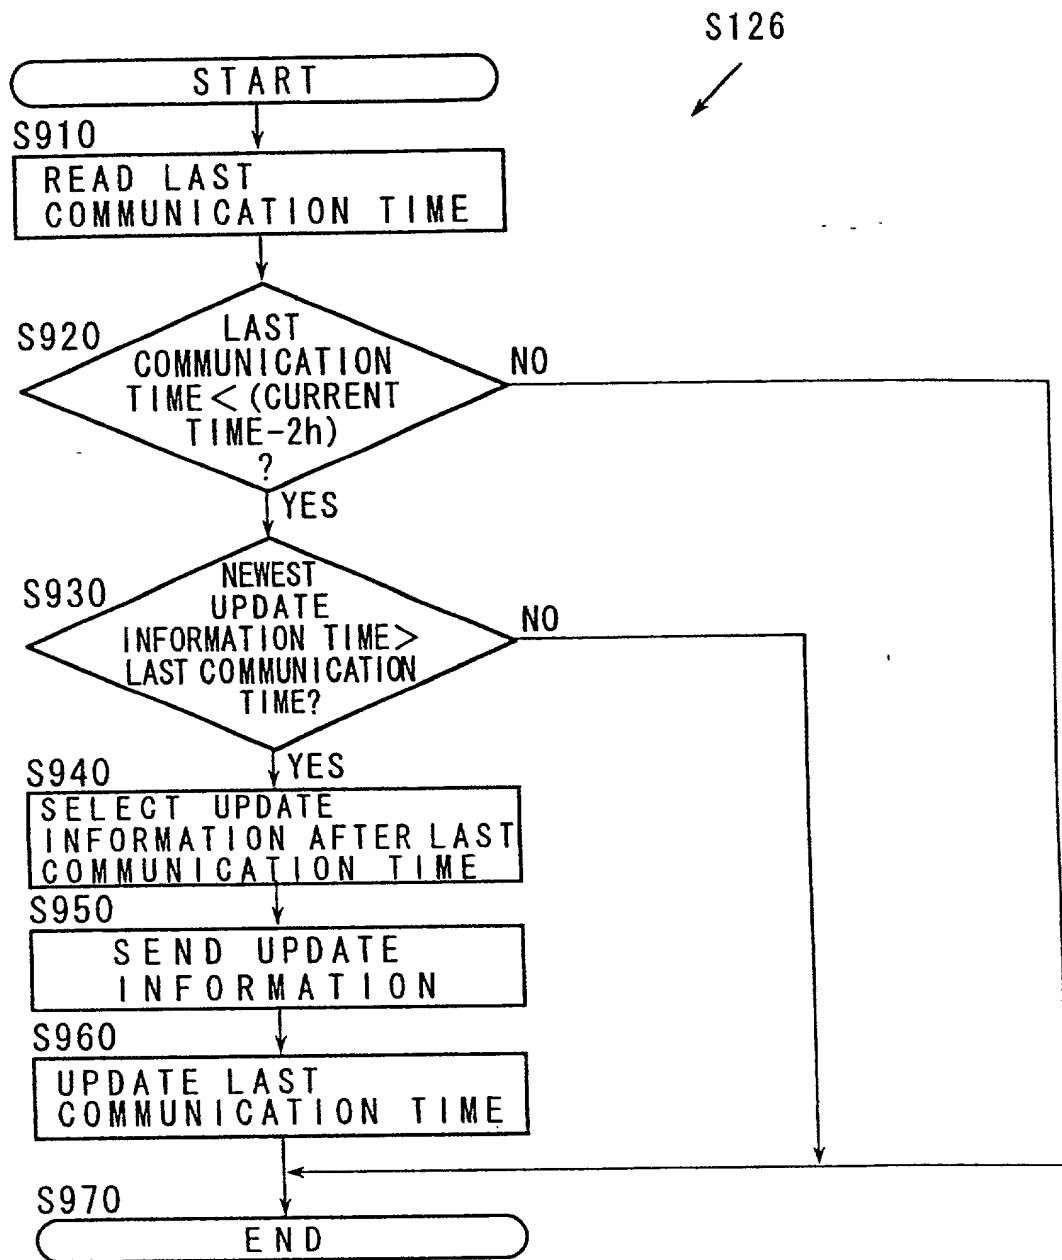 S126
START
S910
READ LAST
COMMUNICATION TIME
S920
LAST
COMMUNICATION
TIME<(CURRENT
TIME-2h)
?
NO
YES
S930
NEWEST
UPDATE
INFORMATION TIME>
LAST COMMUNICATION
TIME?
NO
YES
S940
SELECT UPDATE
INFORMATION AFTER LAST
COMMUNICATION TIME
S950
SEND UPDATE
INFORMATION
S960
UPDATE LAST
COMMUNICATION TIME
S970
END